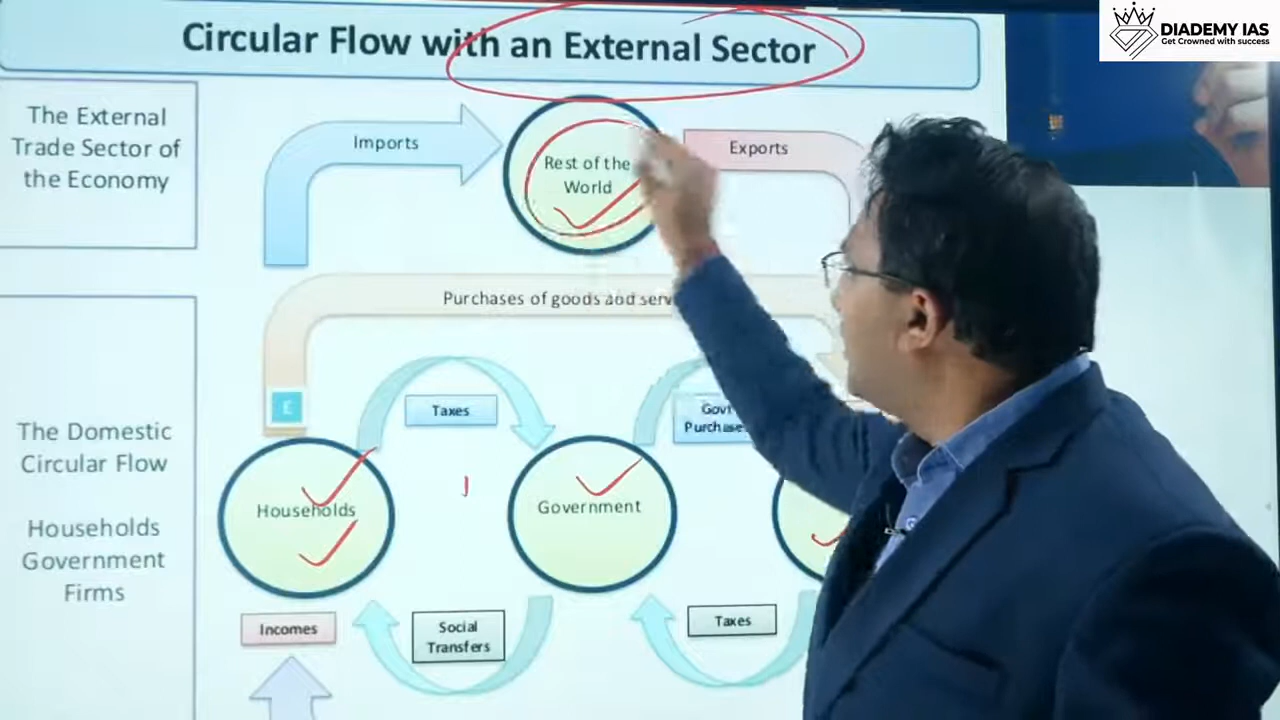 Circular Flow with an External Sector
DIADEMY IAS
Get Crowned with success
The External
Trade Sector of
the Economy
Imports
Rest of the
World
Exports
Purchases of goods and
£
Taxes
Govt
The Domestic
Circular Flow
Households
Government
Firms
Households
Government
Incomes
Social
Transfers
Taxes